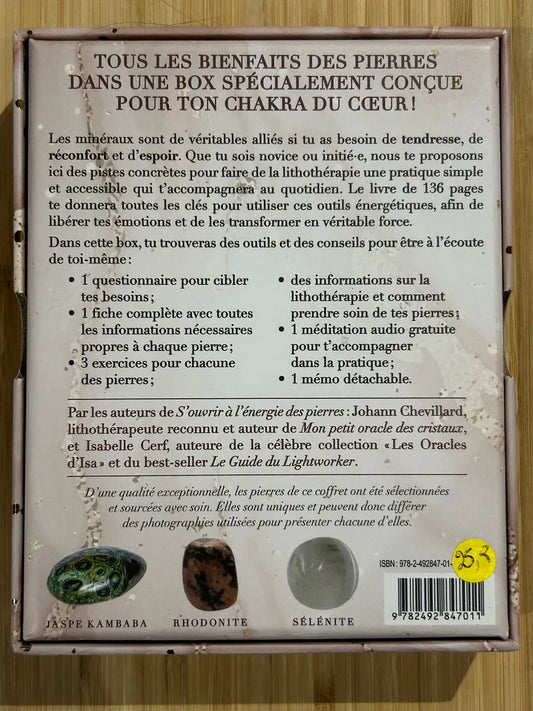 TOUS LES BIENFAITS DES PIERRES
DANS UNE BOX SPÉCIALEMENT CONÇUE
POUR TON CHAKRA DU CŒUR !
Les minéraux sont de véritables alliés si tu as besoin de tendresse, de
réconfort et d'espoir. Que tu sois novice ou initié·e, nous te proposons
ici des pistes concrètes pour faire de la lithothérapie une pratique simple
et accessible qui t'accompagnera au quotidien. Le livre de 136 pages
te donnera toutes les clés pour utiliser ces outils énergétiques, afin de
libérer tes émotions et de les transformer en véritable force.
Dans cette box, tu trouveras des outils et des conseils pour être à l'écoute
de toi-même :
• 1 questionnaire pour cibler
tes besoins ;
• 1 fiche complète avec toutes
les informations nécessaires
propres à chaque pierre ;
• 3 exercices pour chacune
des pierres ;
• des informations sur la
lithothérapie et comment
prendre soin de tes pierres ;
• 1 méditation audio gratuite
pour t'accompagner
dans la pratique ;
• 1 mémo détachable.
Par les auteurs de S'ouvrir à l'énergie des pierres : Johann Chevillard,
lithothérapeute reconnu et auteur de Mon petit oracle des cristaux,
et Isabelle Cerf, auteure de la célèbre collection « Les Oracles
d'Isa » et du best-seller Le Guide du Lightworker.
D'une qualité exceptionnelle, les pierres de ce coffret ont été sélectionnées
et sourcées avec soin. Elles sont uniques et peuvent donc différer
des photographies utilisées pour présenter chacune d'elles.
JASPE KAMBABA
RHODONITE
SÉLÉNITE
ISBN : 978-2-492847-01-
9 782492 847011